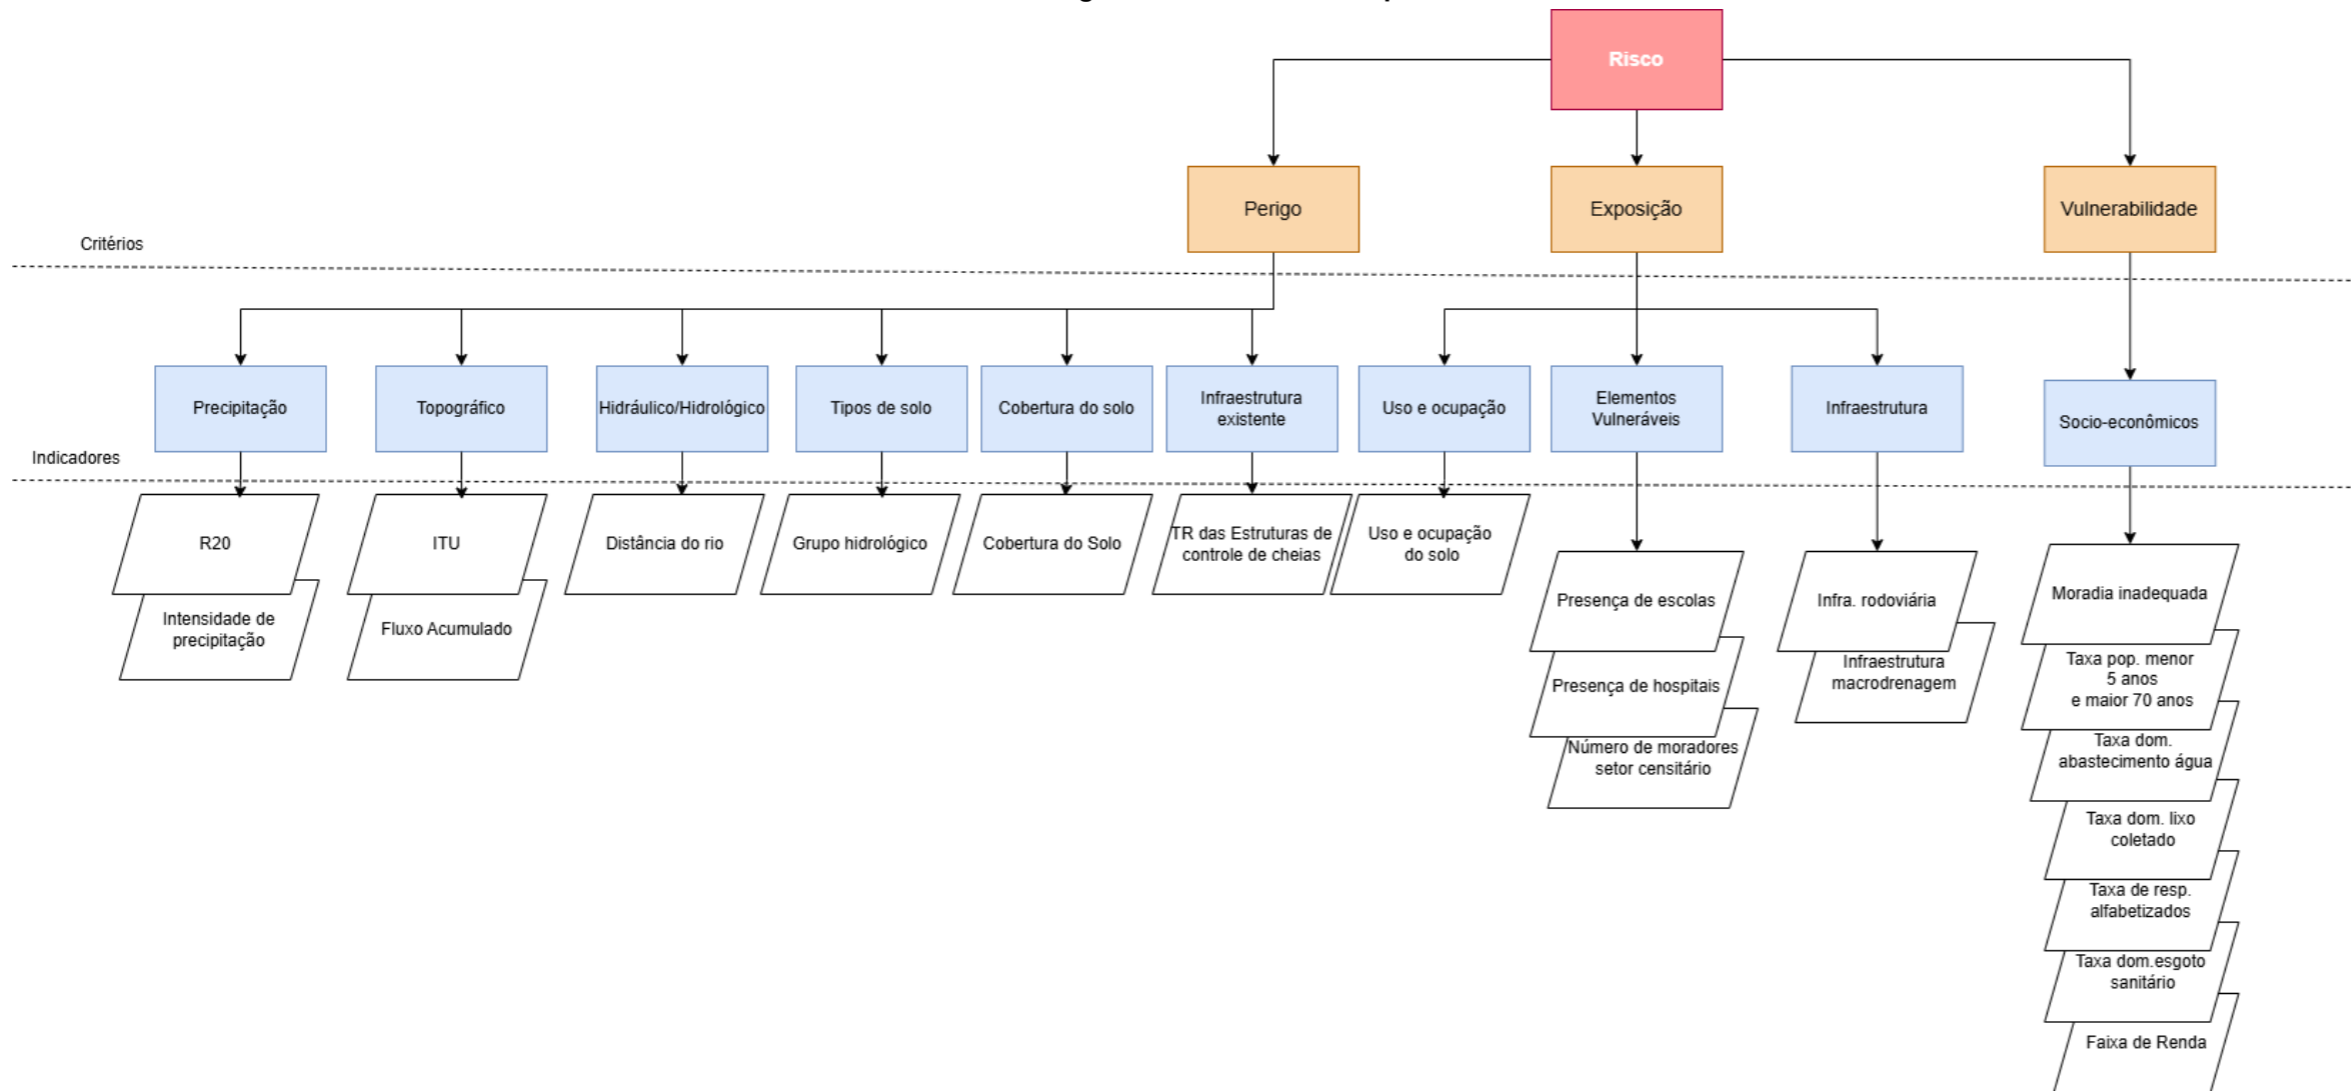 Risco
Perigo
Exposição
Vulnerabilidade
Critérios
Precipitação
Topográfico
Hidráulico/Hidrológico
Tipos de solo
Cobertura do solo
Infraestrutura
existente
Uso e ocupação
Elementos
Vulneráveis
Infraestrutura
Socio-econômicos
Indicadores
R20
Intensidade de
precipitação
ITU
Fluxo Acumulado
Distância do rio
Grupo hidrológico
Cobertura do Solo
TR das Estruturas de
controle de cheias
Uso e ocupação
do solo
Presença de escolas
Presença de hospitais
Número de moradores
setor censitário
Infra. rodoviária
Infraestrutura
macrodrenagem
Moradia inadequada
Taxa pop. menor
5 anos
e maior 70 anos
Taxa dom.
abastecimento água
Taxa dom. lixo
coletado
Taxa de resp.
alfabetizados
Taxa dom.esgoto
sanitário
Faixa de Renda